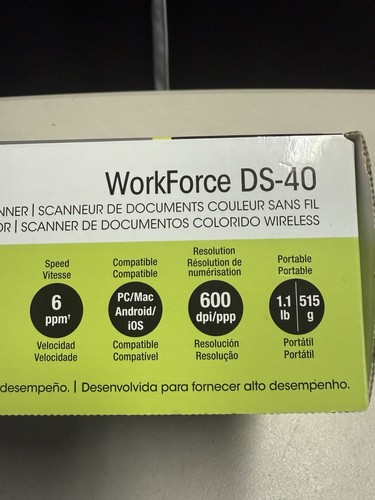 WorkForce DS-40
NNER | SCANNEUR DE DOCUMENTS COULEUR SANS FIL
OR | SCANNER DE DOCUMENTOS COLORIDO WIRELESS
Speed
Vitesse
6
ppm†
Velocidad
Velocidade
Compatible
Compatible
PC/Mac
Android/
iOS
Compatible
Compatível
Resolution
Résolution de
numérisation
600
dpi/ppp
Resolución
Resolução
Portable
Portable
1.1 | 515
lb | g
Portátil
Portátil
desempeño. | Desenvolvida para fornecer alto desempenho.